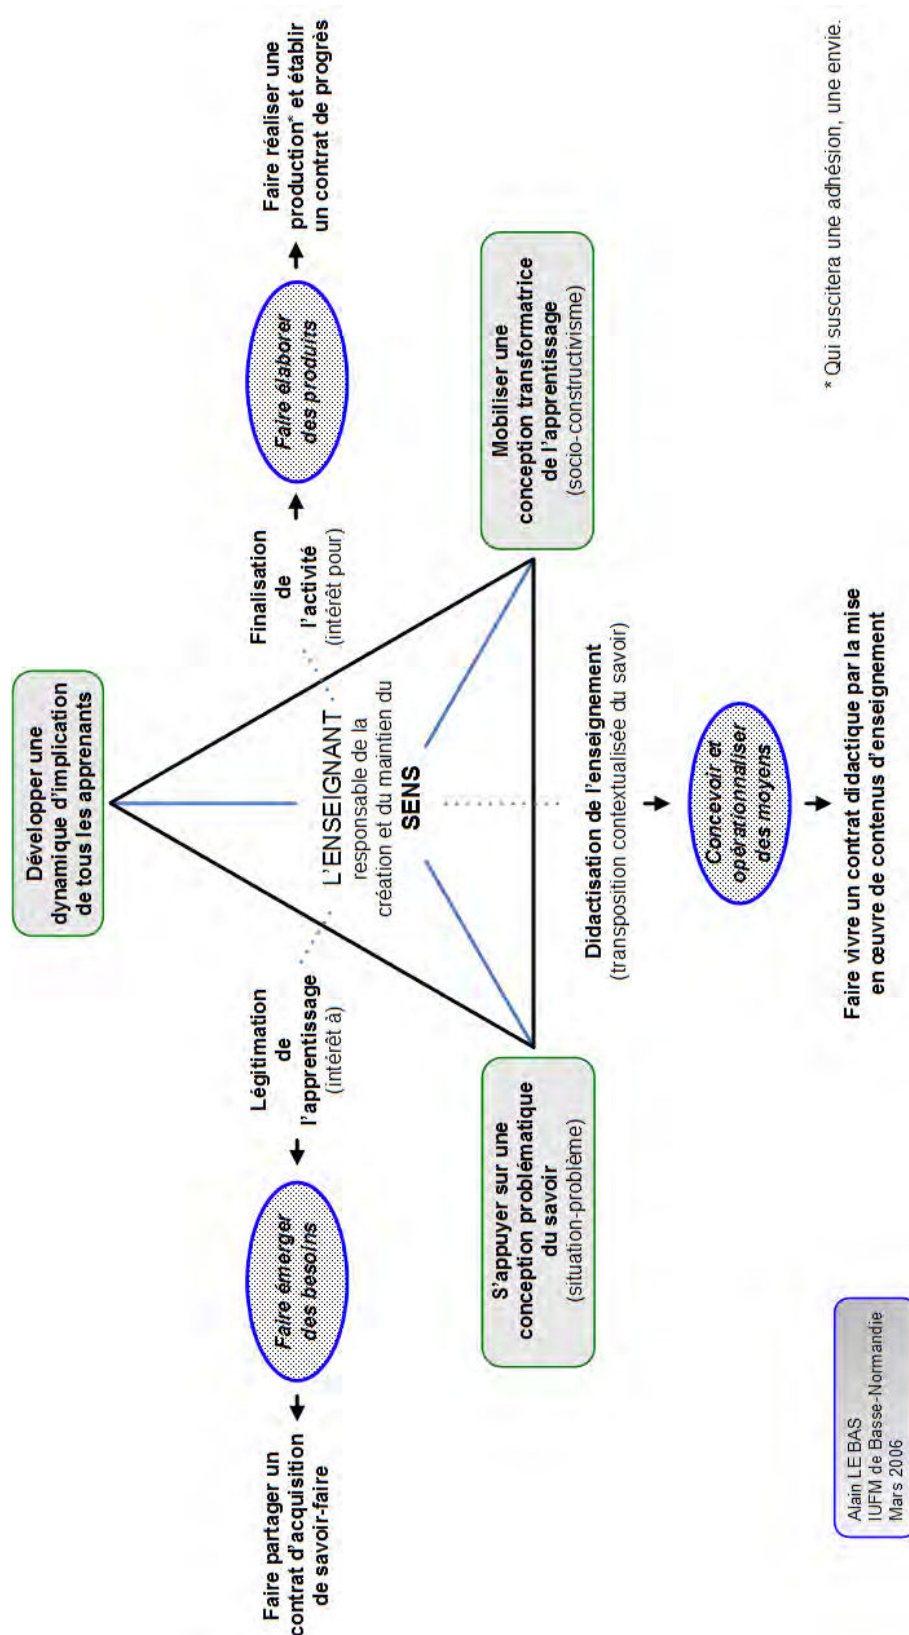 Développer une
dynamique d'implication
de tous les apprenants
Légitimation
de
l'apprentissage
(intérêt à)
Finalisation
de
l'activité
(intérêt pour)
Faire partager un
contrat d'acquisition
de savoir-faire
Faire émerger
des besoins
Faire élaborer
des produits
Faire réaliser une
production* et établir
un contrat de progrès
L'ENSEIGNANT
responsable de la
création et du maintien du
SENS
S'appuyer sur une
conception problématique
du savoir
(situation-problème)
Mobiliser une
conception transformatrice
de l'apprentissage
(socio-constructivisme)
Didactisation de l'enseignement
(transposition contextualisée du savoir)
Concevoir et
opérationnaliser
des moyens
Faire vivre un contrat didactique par la mise
en œuvre de contenus d'enseignement
* Qui suscitera une adhésion, une envie.
Alain LE BAS
IUFM de Basse-Normandie
Mars 2006